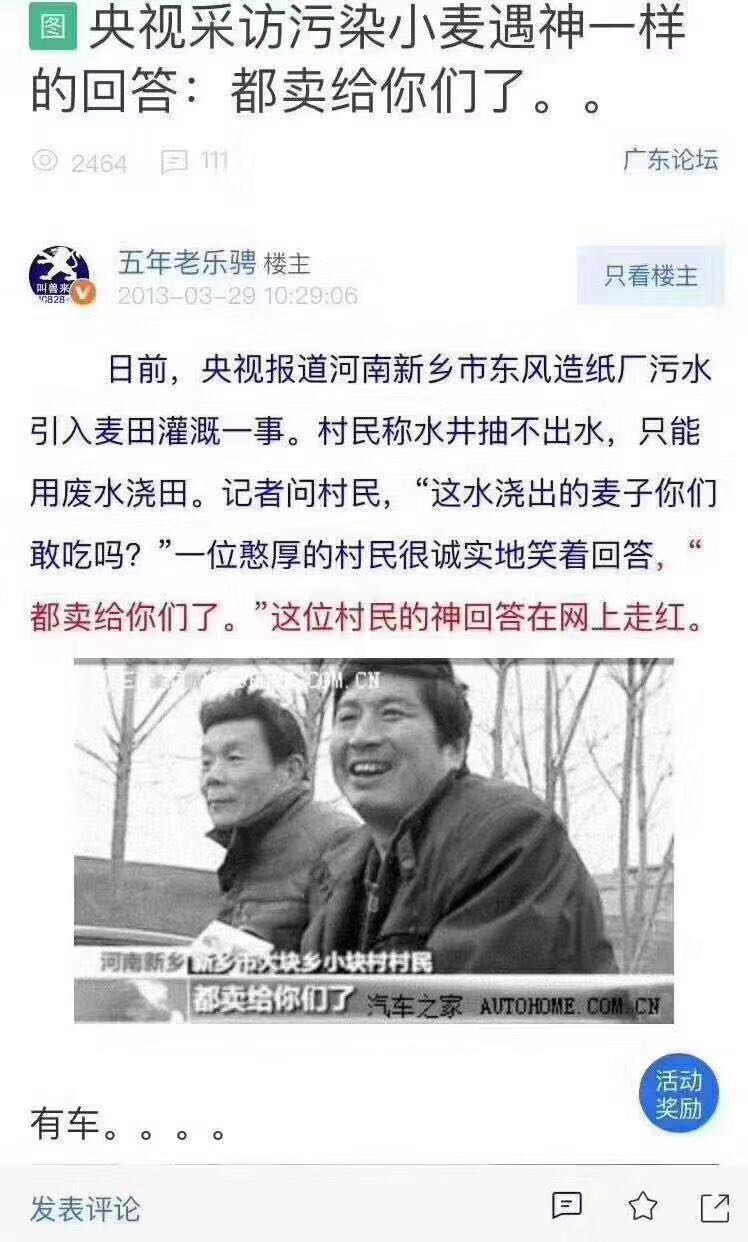 图 央视采访污染小麦遇神一样
的回答：都卖给你们了。。
2464 111 广东论坛
五年老乐骋 楼主
2013-03-29 10:29:06
只看楼主
叫兽来
日前，央视报道河南新乡市东风造纸厂污水
引入麦田灌溉一事。村民称水井抽不出水，只能
用废水浇田。记者问村民，“这水浇出的麦子你们
敢吃吗？”一位憨厚的村民很诚实地笑着回答，“
都卖给你们了。”这位村民的神回答在网上走红。
河南新乡 新乡市大块乡小块村村民
都卖给你们了 汽车之家 AUTOHOME.COM.CN
有车。。。。
活动
奖励
发表评论